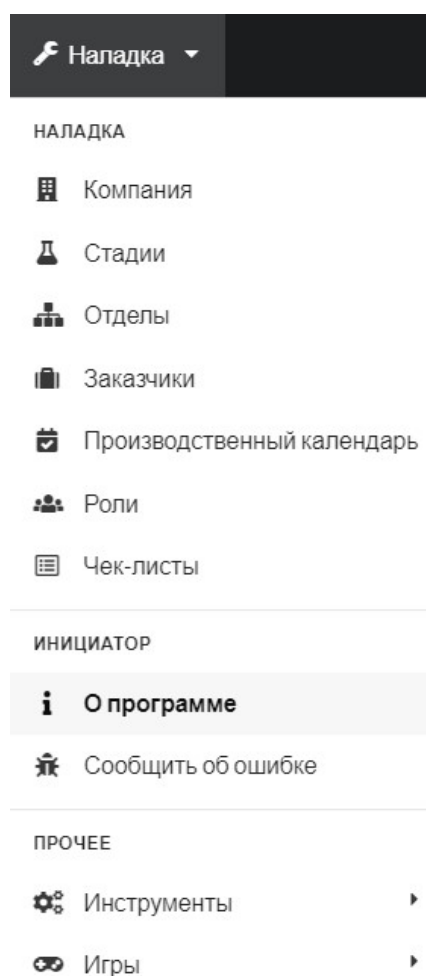 Наладка
НАЛАДКА
Компания
Стадии
Отделы
Заказчики
Производственный календарь
Роли
Чек-листы
ИНИЦИАТОР
О программе
Сообщить об ошибке
ПРОЧЕЕ
Инструменты
Игры